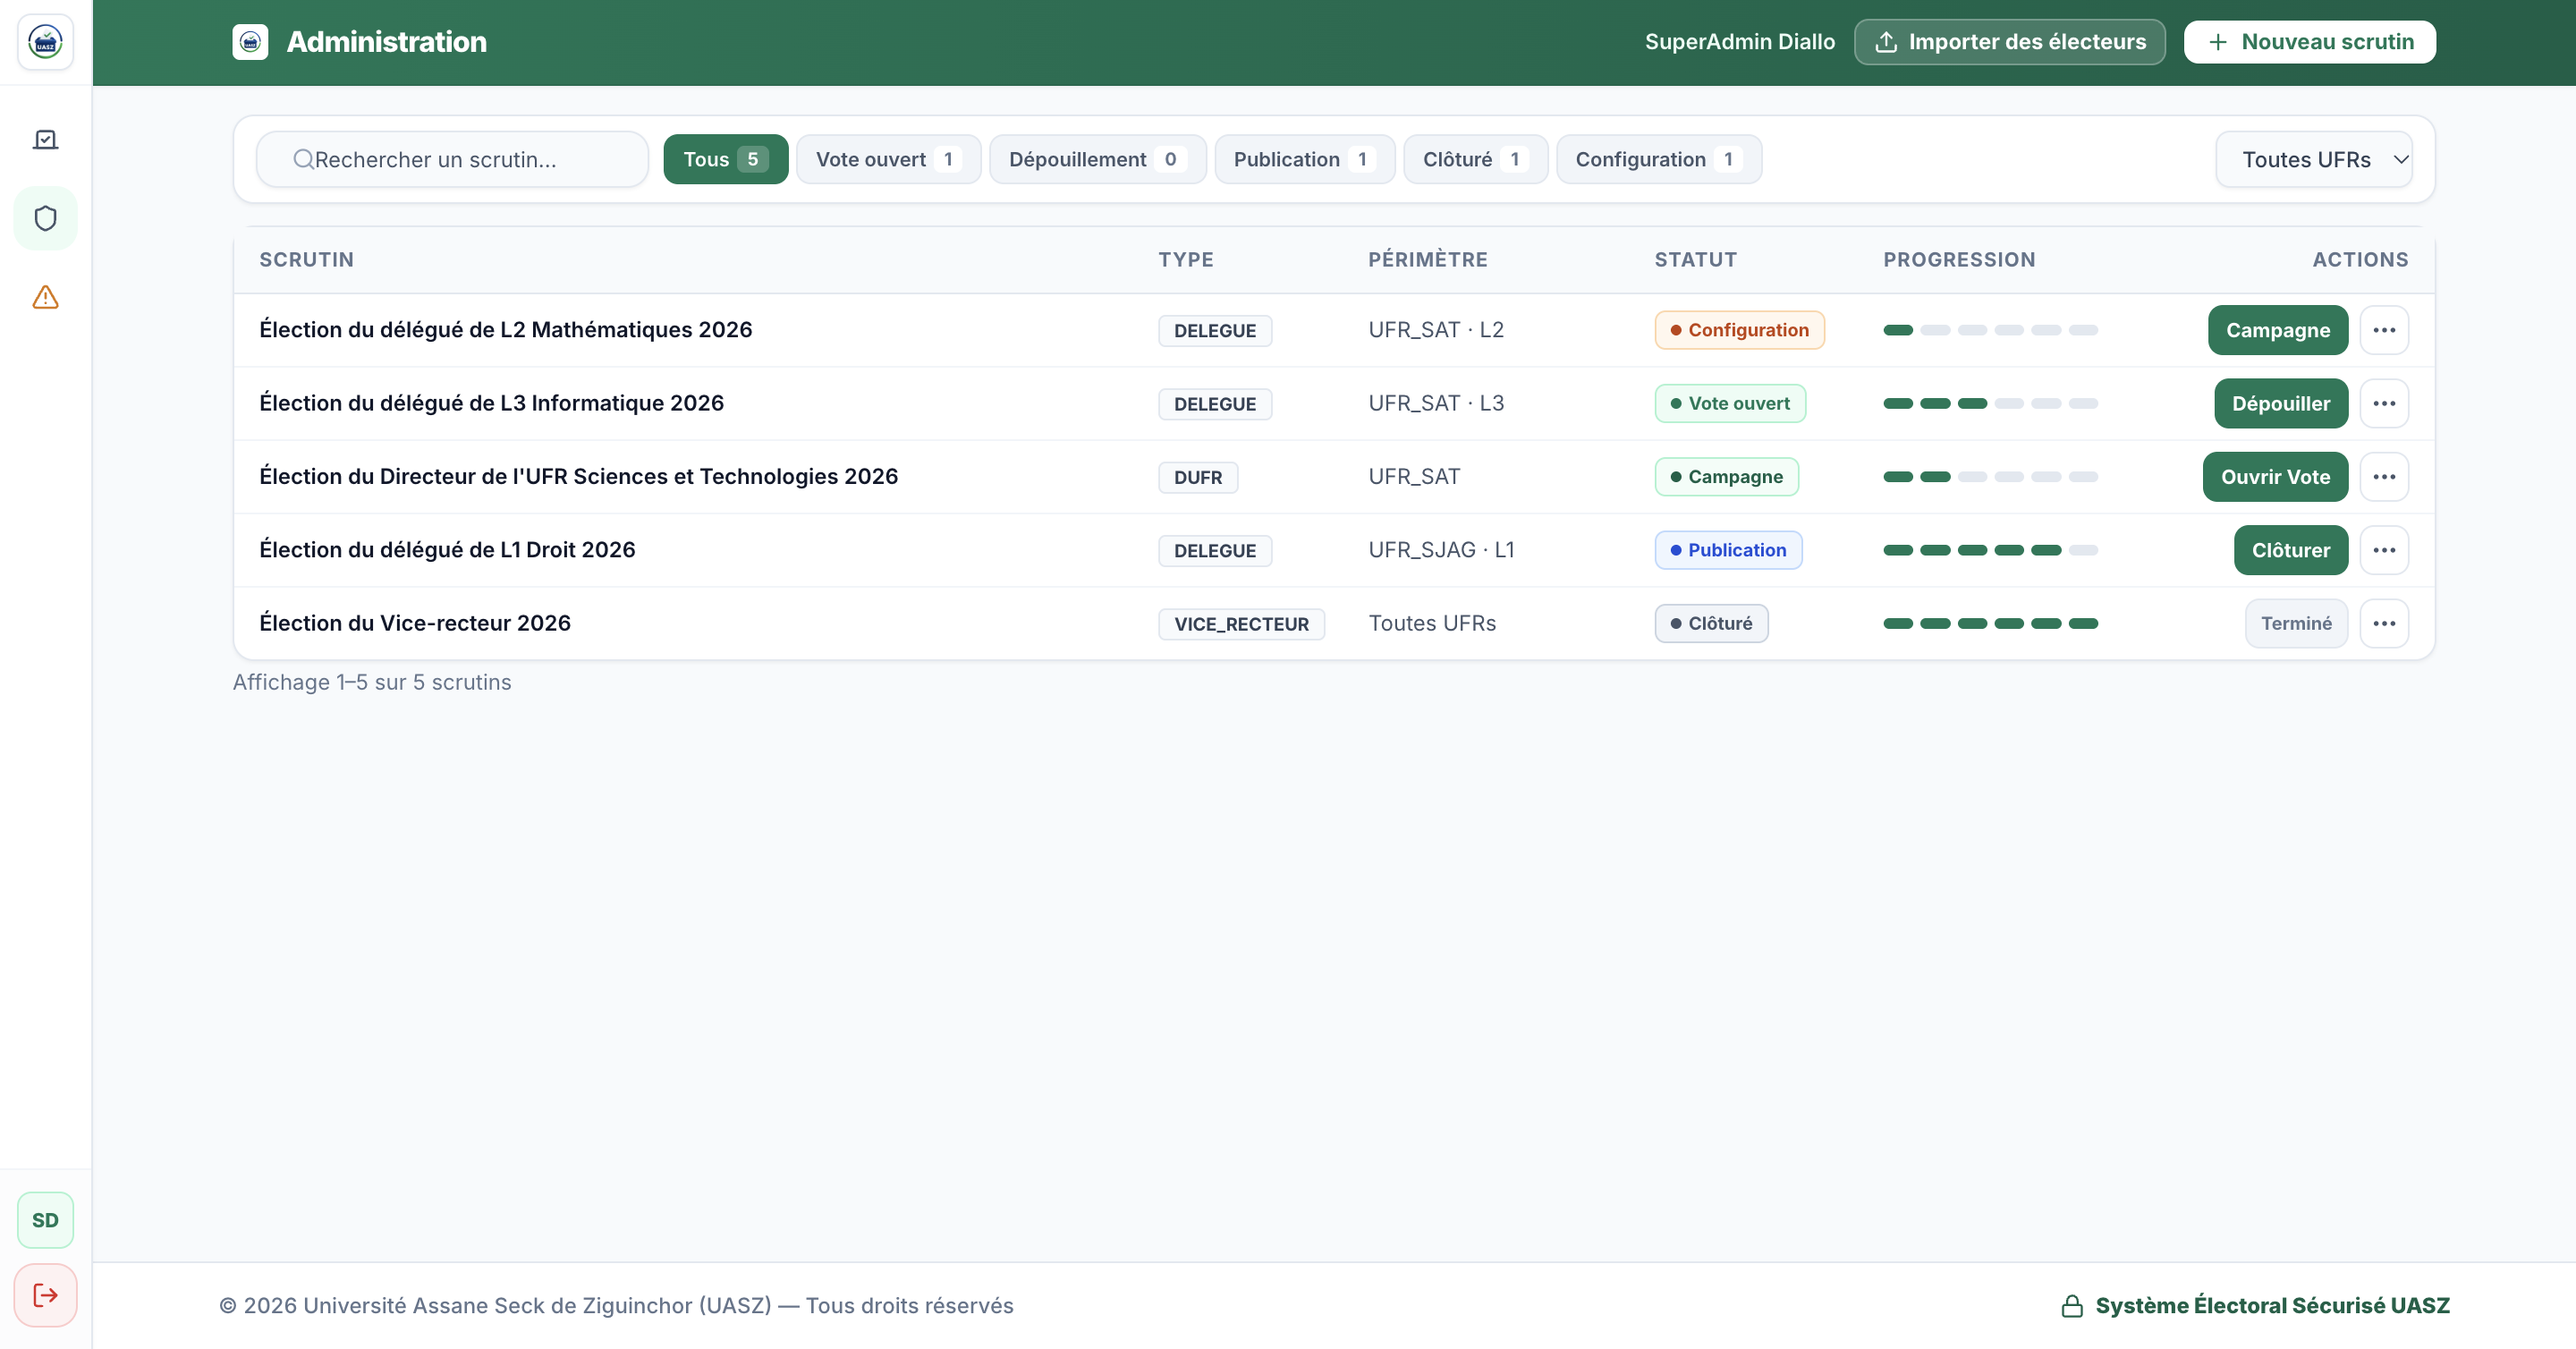 UASZ
Administration
SuperAdmin Diallo
Importer des électeurs
Nouveau scrutin
Rechercher un scrutin...
Tous 5
Vote ouvert 1
Dépouillement 0
Publication 1
Clôturé 1
Configuration 1
Toutes UFRs
SCRUTIN TYPE PÉRIMÈTRE STATUT PROGRESSION ACTIONS
Élection du délégué de L2 Mathématiques 2026 DELEGUE UFR_SAT · L2 Configuration Campagne
Élection du délégué de L3 Informatique 2026 DELEGUE UFR_SAT · L3 Vote ouvert Dépouiller
Élection du Directeur de l'UFR Sciences et Technologies 2026 DUFR UFR_SAT Campagne Ouvrir Vote
Élection du délégué de L1 Droit 2026 DELEGUE UFR_SJAG · L1 Publication Clôturer
Élection du Vice-recteur 2026 VICE_RECTEUR Toutes UFRs Clôturé Terminé
Affichage 1–5 sur 5 scrutins
SD
© 2026 Université Assane Seck de Ziguinchor (UASZ) — Tous droits réservés
Système Électoral Sécurisé UASZ